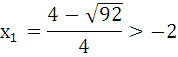 x₁ = (4 − √92) / 4 > −2